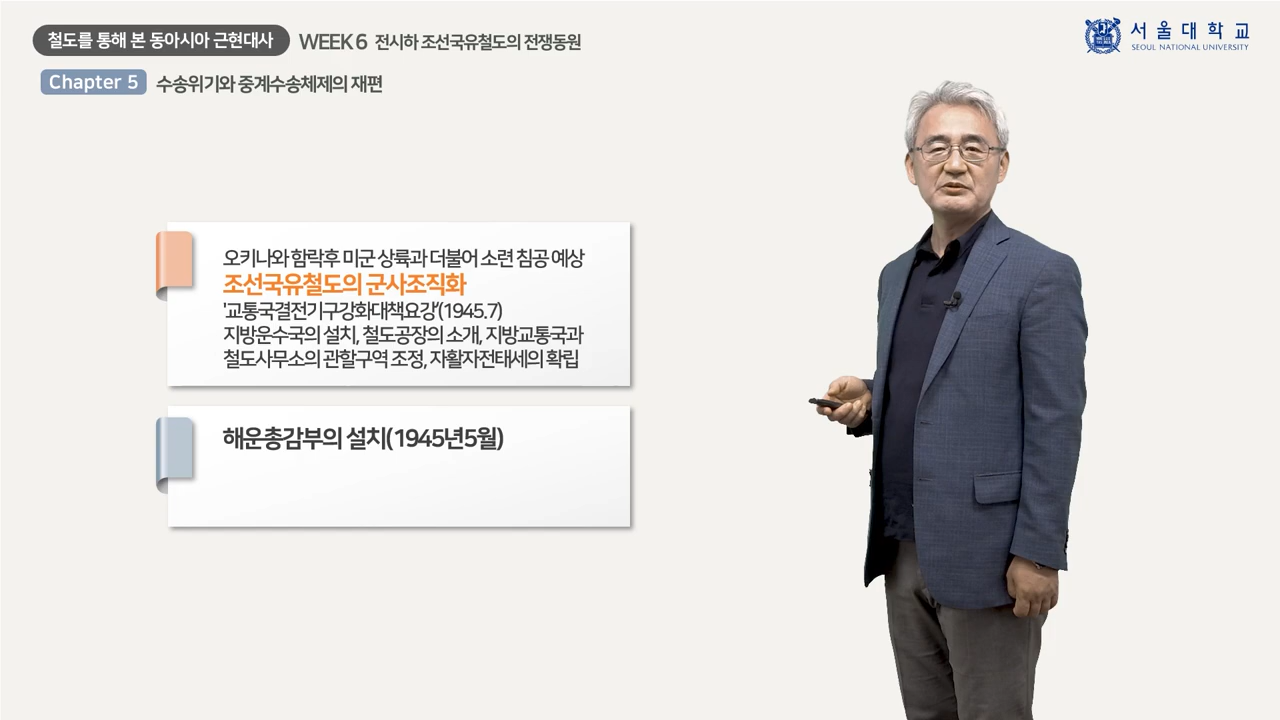 철도를 통해 본 동아시아 근현대사
WEEK 6 전시하 조선국유철도의 전쟁동원
Chapter 5 수송위기와 중계수송체제의 재편
서울대학교
SEOUL NATIONAL UNIVERSITY
오키나와 함락후 미군 상륙과 더불어 소련 침공 예상
조선국유철도의 군사조직화
'교통국결전기구강화대책요강'(1945.7)
지방운수국의 설치, 철도공장의 소개, 지방교통국과
철도사무소의 관할구역 조정, 자활자전태세의 확립
해운총감부의 설치(1945년5월)